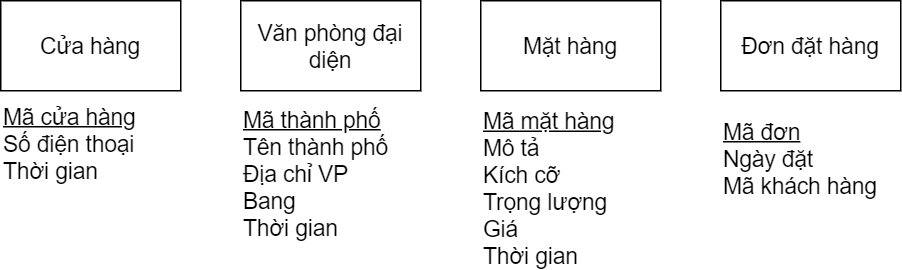 Cửa hàng
Văn phòng đại
diện
Mặt hàng
Đơn đặt hàng
Mã cửa hàng
Số điện thoại
Thời gian
Mã thành phố
Tên thành phố
Địa chỉ VP
Bang
Thời gian
Mã mặt hàng
Mô tả
Kích cỡ
Trọng lượng
Giá
Thời gian
Mã đơn
Ngày đặt
Mã khách hàng